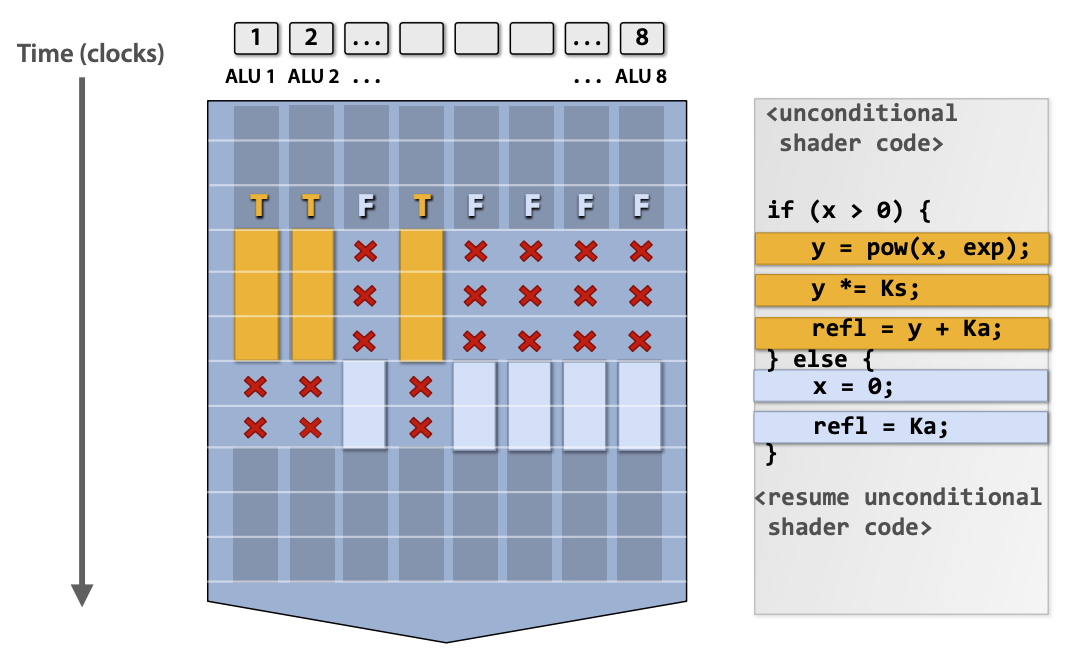 1 2 ... ... 8
Time (clocks)
ALU 1 ALU 2 ... ... ALU 8
<unconditional
shader code>
T T F T F F F F
if (x > 0) {
y = pow(x, exp);
y *= Ks;
refl = y + Ka;
} else {
x = 0;
refl = Ka;
}
<resume unconditional
shader code>